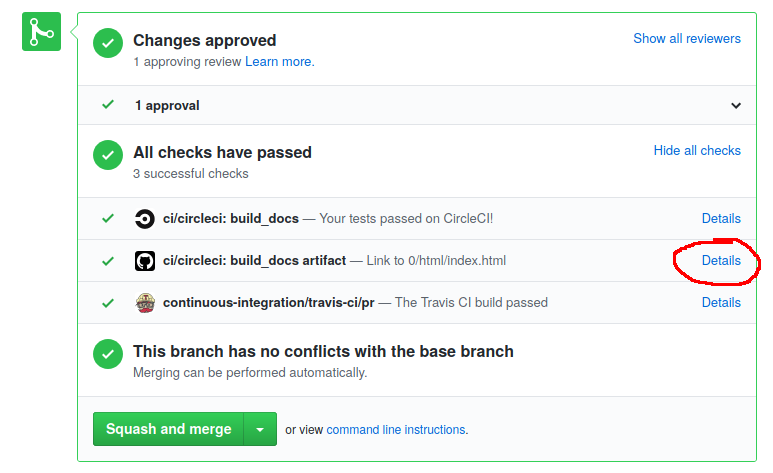 Changes approved
Show all reviewers
1 approving review Learn more.
1 approval
All checks have passed
Hide all checks
3 successful checks
ci/circleci: build_docs — Your tests passed on CircleCI!
Details
ci/circleci: build_docs artifact — Link to 0/html/index.html
Details
continuous-integration/travis-ci/pr — The Travis CI build passed
Details
This branch has no conflicts with the base branch
Merging can be performed automatically.
Squash and merge
or view command line instructions.